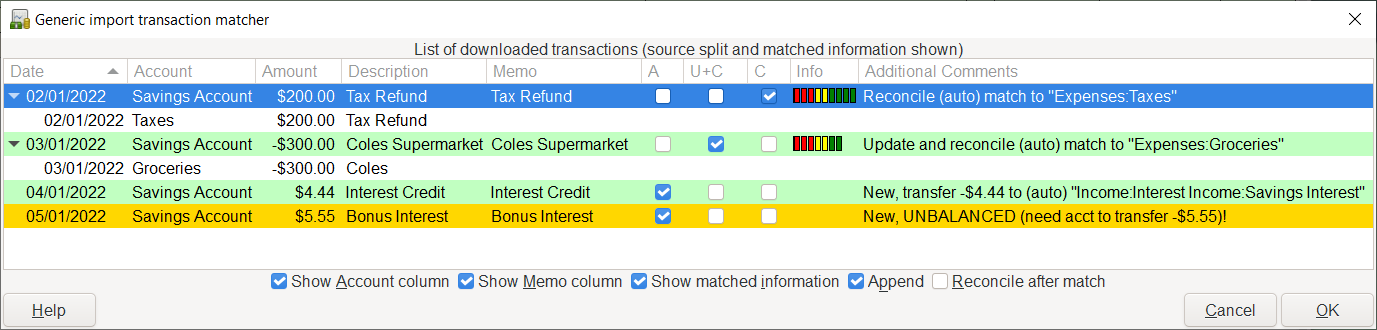 Generic import transaction matcher
List of downloaded transactions (source split and matched information shown)
Date Account Amount Description Memo A U+C C Info Additional Comments
02/01/2022 Savings Account $200.00 Tax Refund Tax Refund Reconcile (auto) match to "Expenses:Taxes"
02/01/2022 Taxes $200.00 Tax Refund
03/01/2022 Savings Account -$300.00 Coles Supermarket Coles Supermarket Update and reconcile (auto) match to "Expenses:Groceries"
03/01/2022 Groceries -$300.00 Coles
04/01/2022 Savings Account $4.44 Interest Credit Interest Credit New, transfer -$4.44 to (auto) "Income:Interest Income:Savings Interest"
05/01/2022 Savings Account $5.55 Bonus Interest Bonus Interest New, UNBALANCED (need acct to transfer -$5.55)!
Show Account column Show Memo column Show matched information Append Reconcile after match
Help Cancel OK